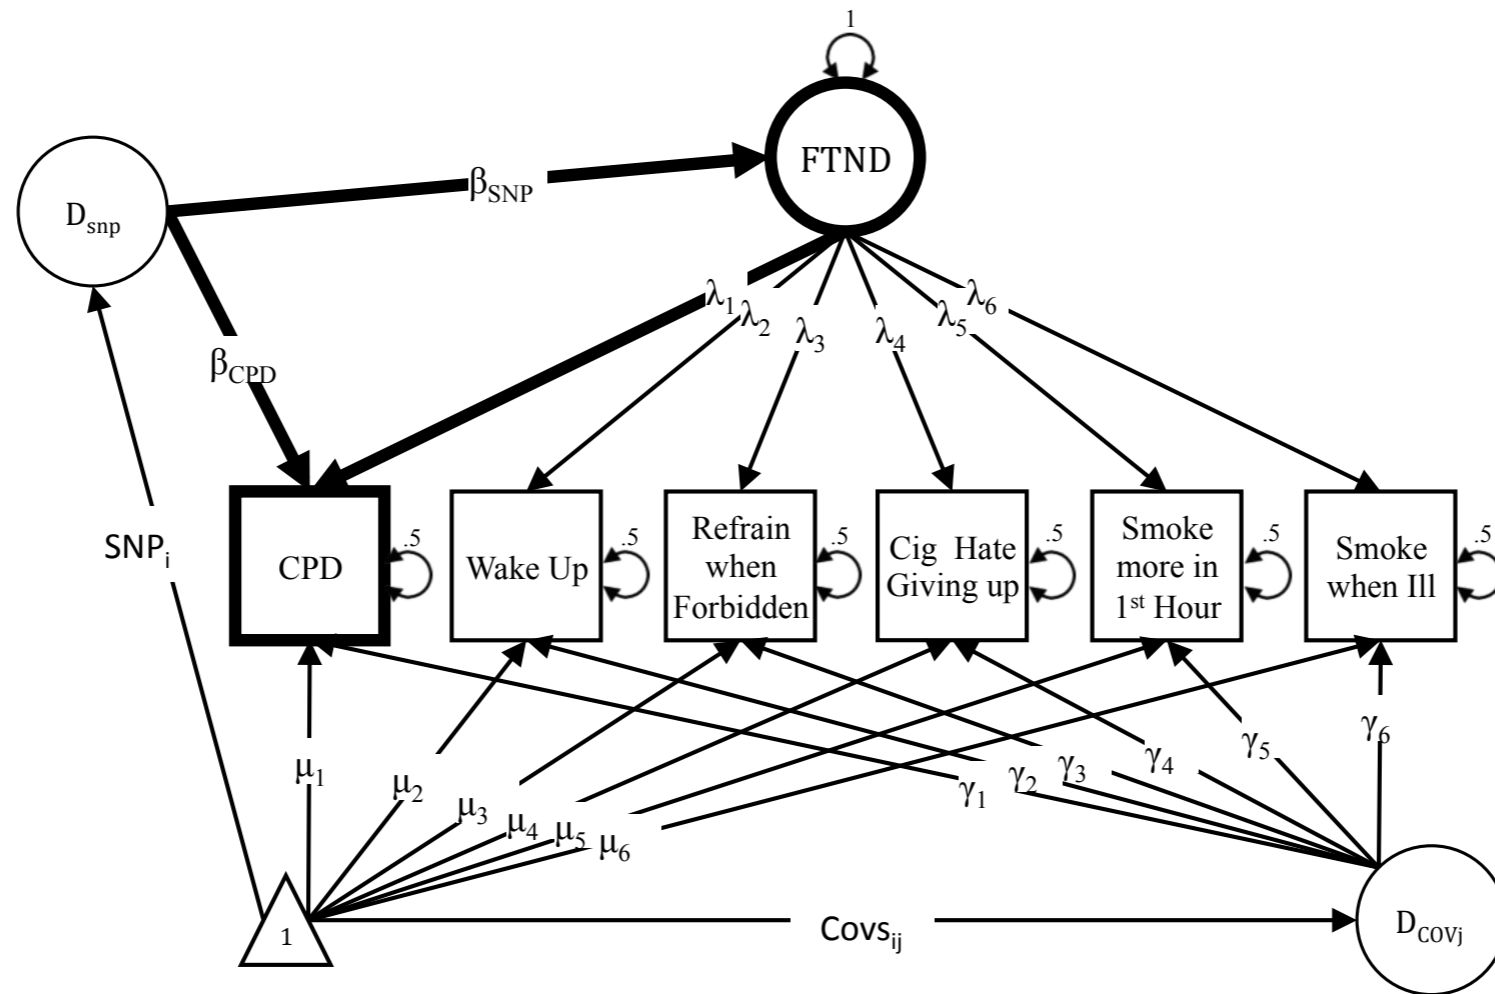 1
FTND
D_snp
β_SNP
λ_1
λ_2
λ_3
λ_4
λ_5
λ_6
β_CPD
SNP_i
CPD
.5
Wake Up
.5
Refrain
when
Forbidden
.5
Cig Hate
Giving up
.5
Smoke
more in
1st Hour
.5
Smoke
when Ill
.5
μ_1
μ_2
μ_3
μ_4
μ_5
μ_6
γ_1
γ_2
γ_3
γ_4
γ_5
γ_6
1
Covs_ij
D_COVj